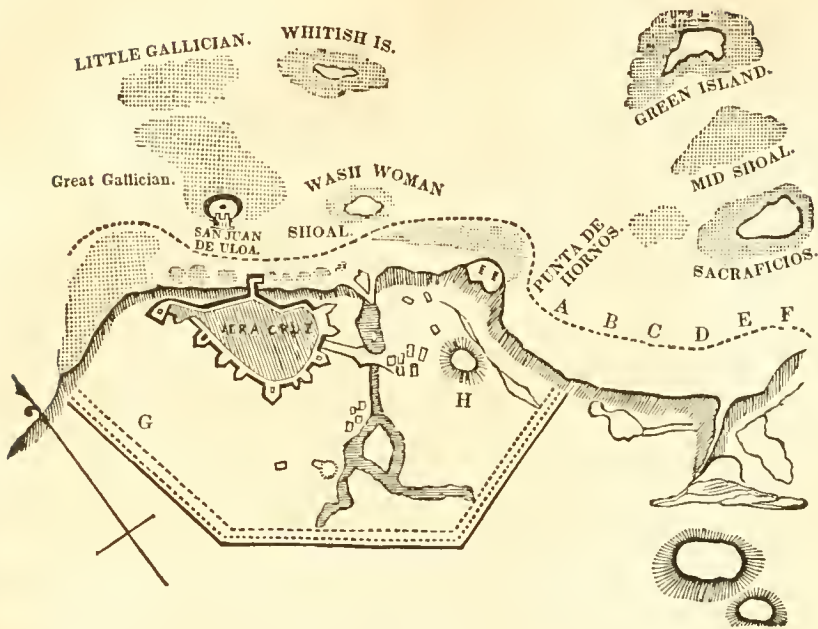 LITTLE GALLICIAN.
WHITISH IS.
GREEN ISLAND.
MID SHOAL.
Great Gallician.
WASH WOMAN
SHOAL.
SAN JUAN
DE ULOA.
PUNTA DE
HORNOS.
SACRAFICIOS.
A B C D E F
VERA CRUZ
H
G